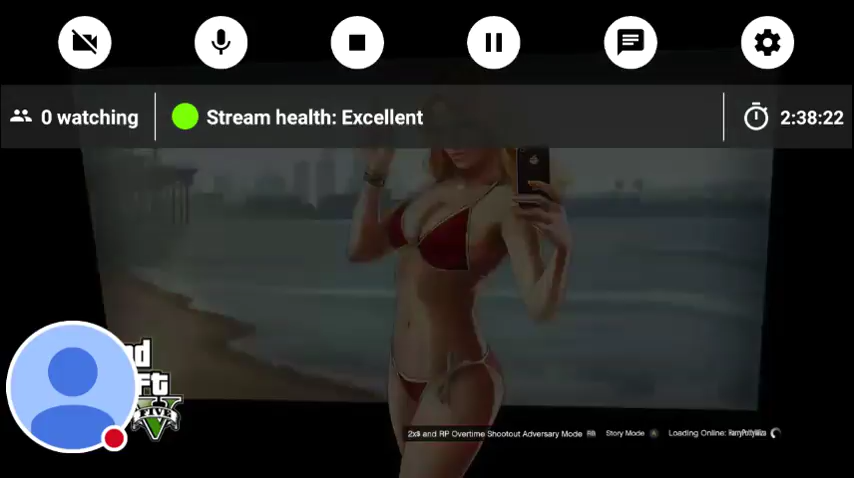 0 watching
Stream health: Excellent
2:38:22
FIVE
2x$ and RP Overtime Shootout Adversary Mode RB Story Mode A Loading Online: